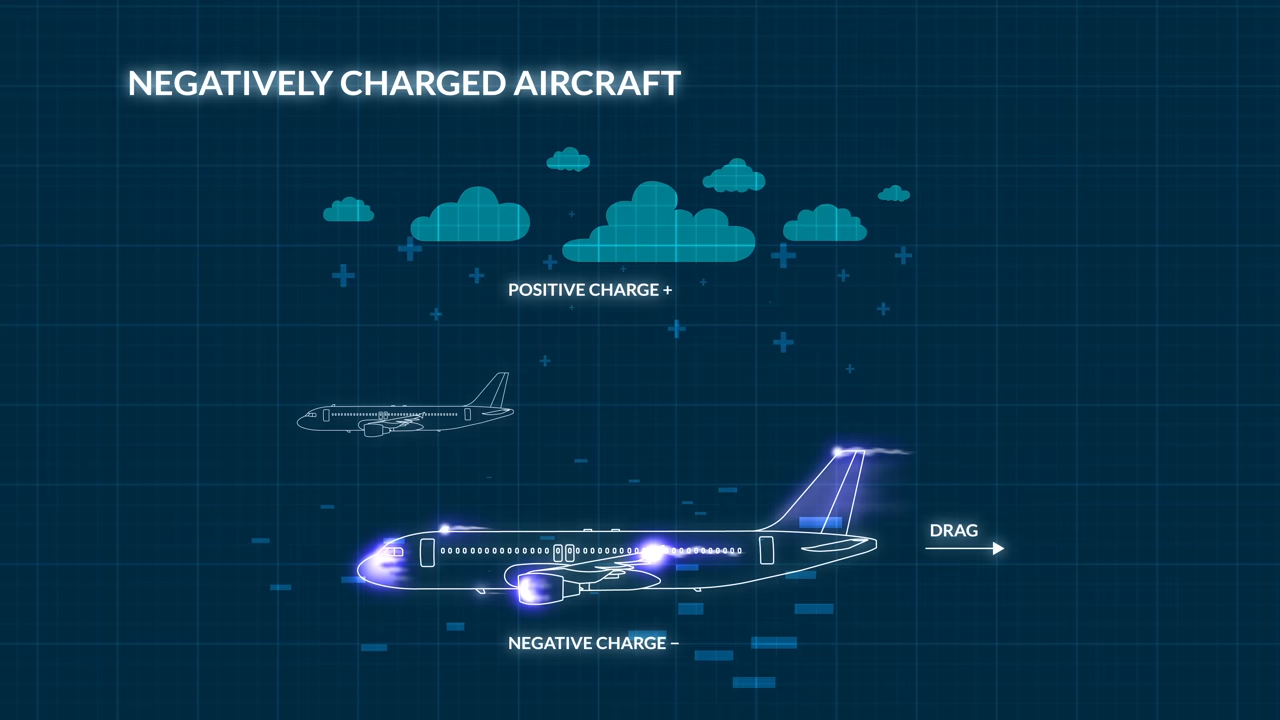 NEGATIVELY CHARGED AIRCRAFT
POSITIVE CHARGE +
DRAG
NEGATIVE CHARGE −